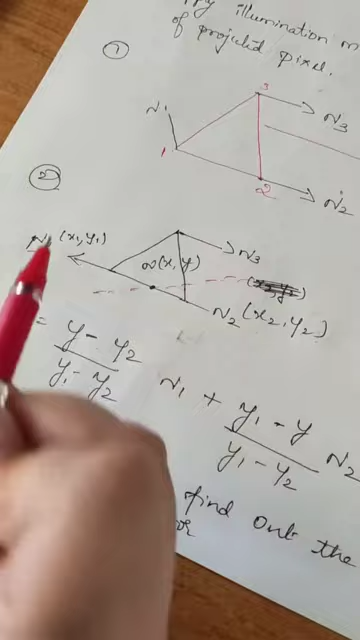 illumination m
of projected pixel.
①
3
N1
N3
1
2
N2
②
(x1, y1)
N3
N(x, y)
N2 (x2, y2)
= y - y2 / y1 - y2 N1 + y1 - y / y1 - y2 N2
find out the